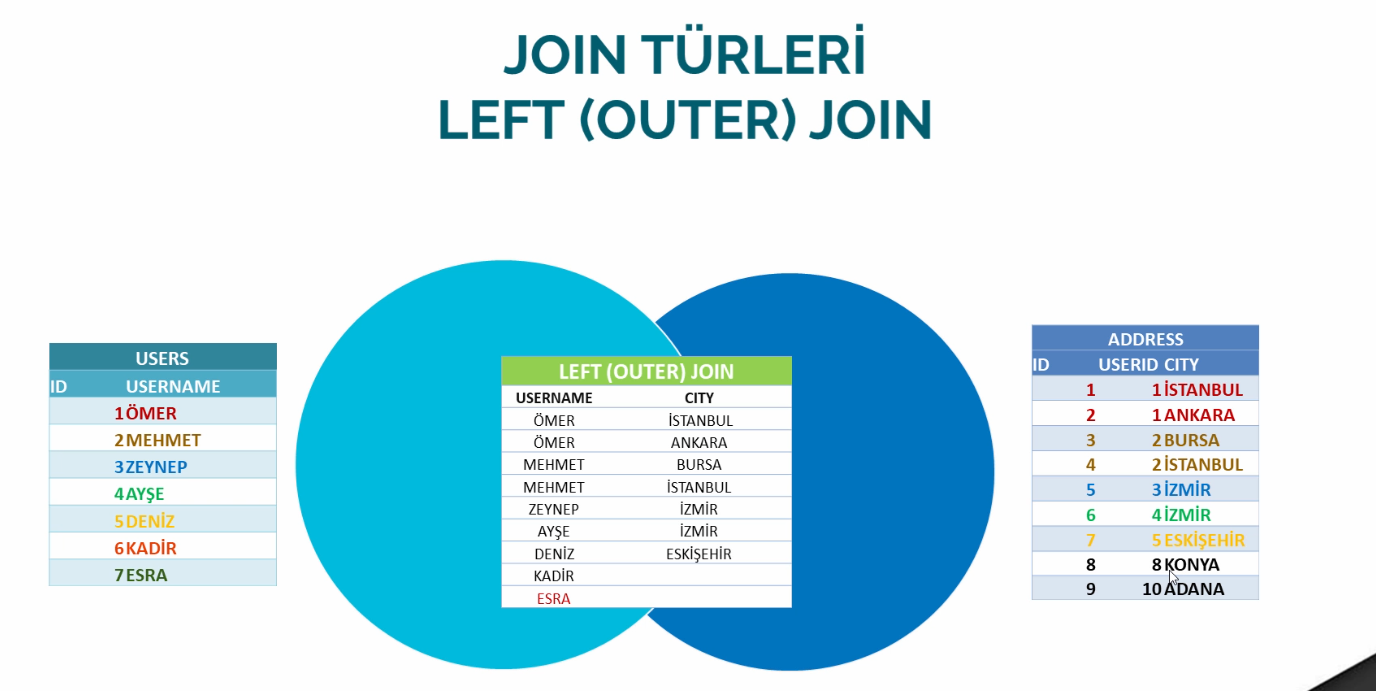 JOIN TÜRLERİ
LEFT (OUTER) JOIN
USERS
ID USERNAME
1 ÖMER
2 MEHMET
3 ZEYNEP
4 AYŞE
5 DENİZ
6 KADİR
7 ESRA
LEFT (OUTER) JOIN
USERNAME CITY
ÖMER İSTANBUL
ÖMER ANKARA
MEHMET BURSA
MEHMET İSTANBUL
ZEYNEP İZMİR
AYŞE İZMİR
DENİZ ESKİŞEHİR
KADİR
ESRA
ADDRESS
ID USERID CITY
1 1 İSTANBUL
2 1 ANKARA
3 2 BURSA
4 2 İSTANBUL
5 3 İZMİR
6 4 İZMİR
7 5 ESKİŞEHİR
8 8 KONYA
9 10 ADANA